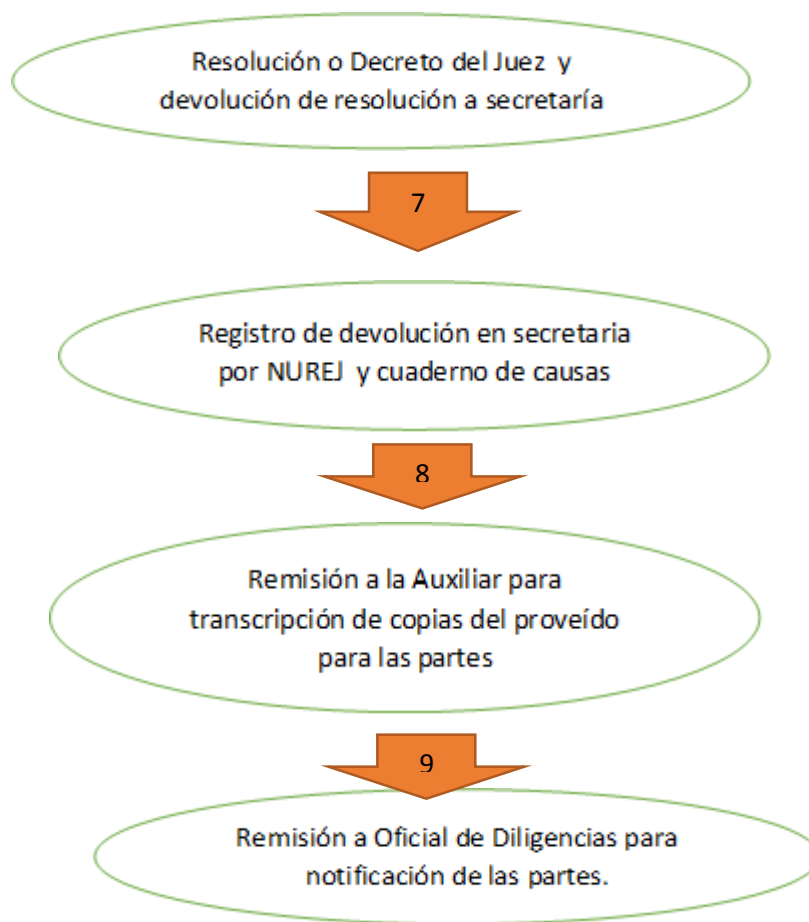 Resolución o Decreto del Juez y
devolución de resolución a secretaría
7
Registro de devolución en secretaria
por NUREJ y cuaderno de causas
8
Remisión a la Auxiliar para
transcripción de copias del proveído
para las partes
9
Remisión a Oficial de Diligencias para
notificación de las partes.